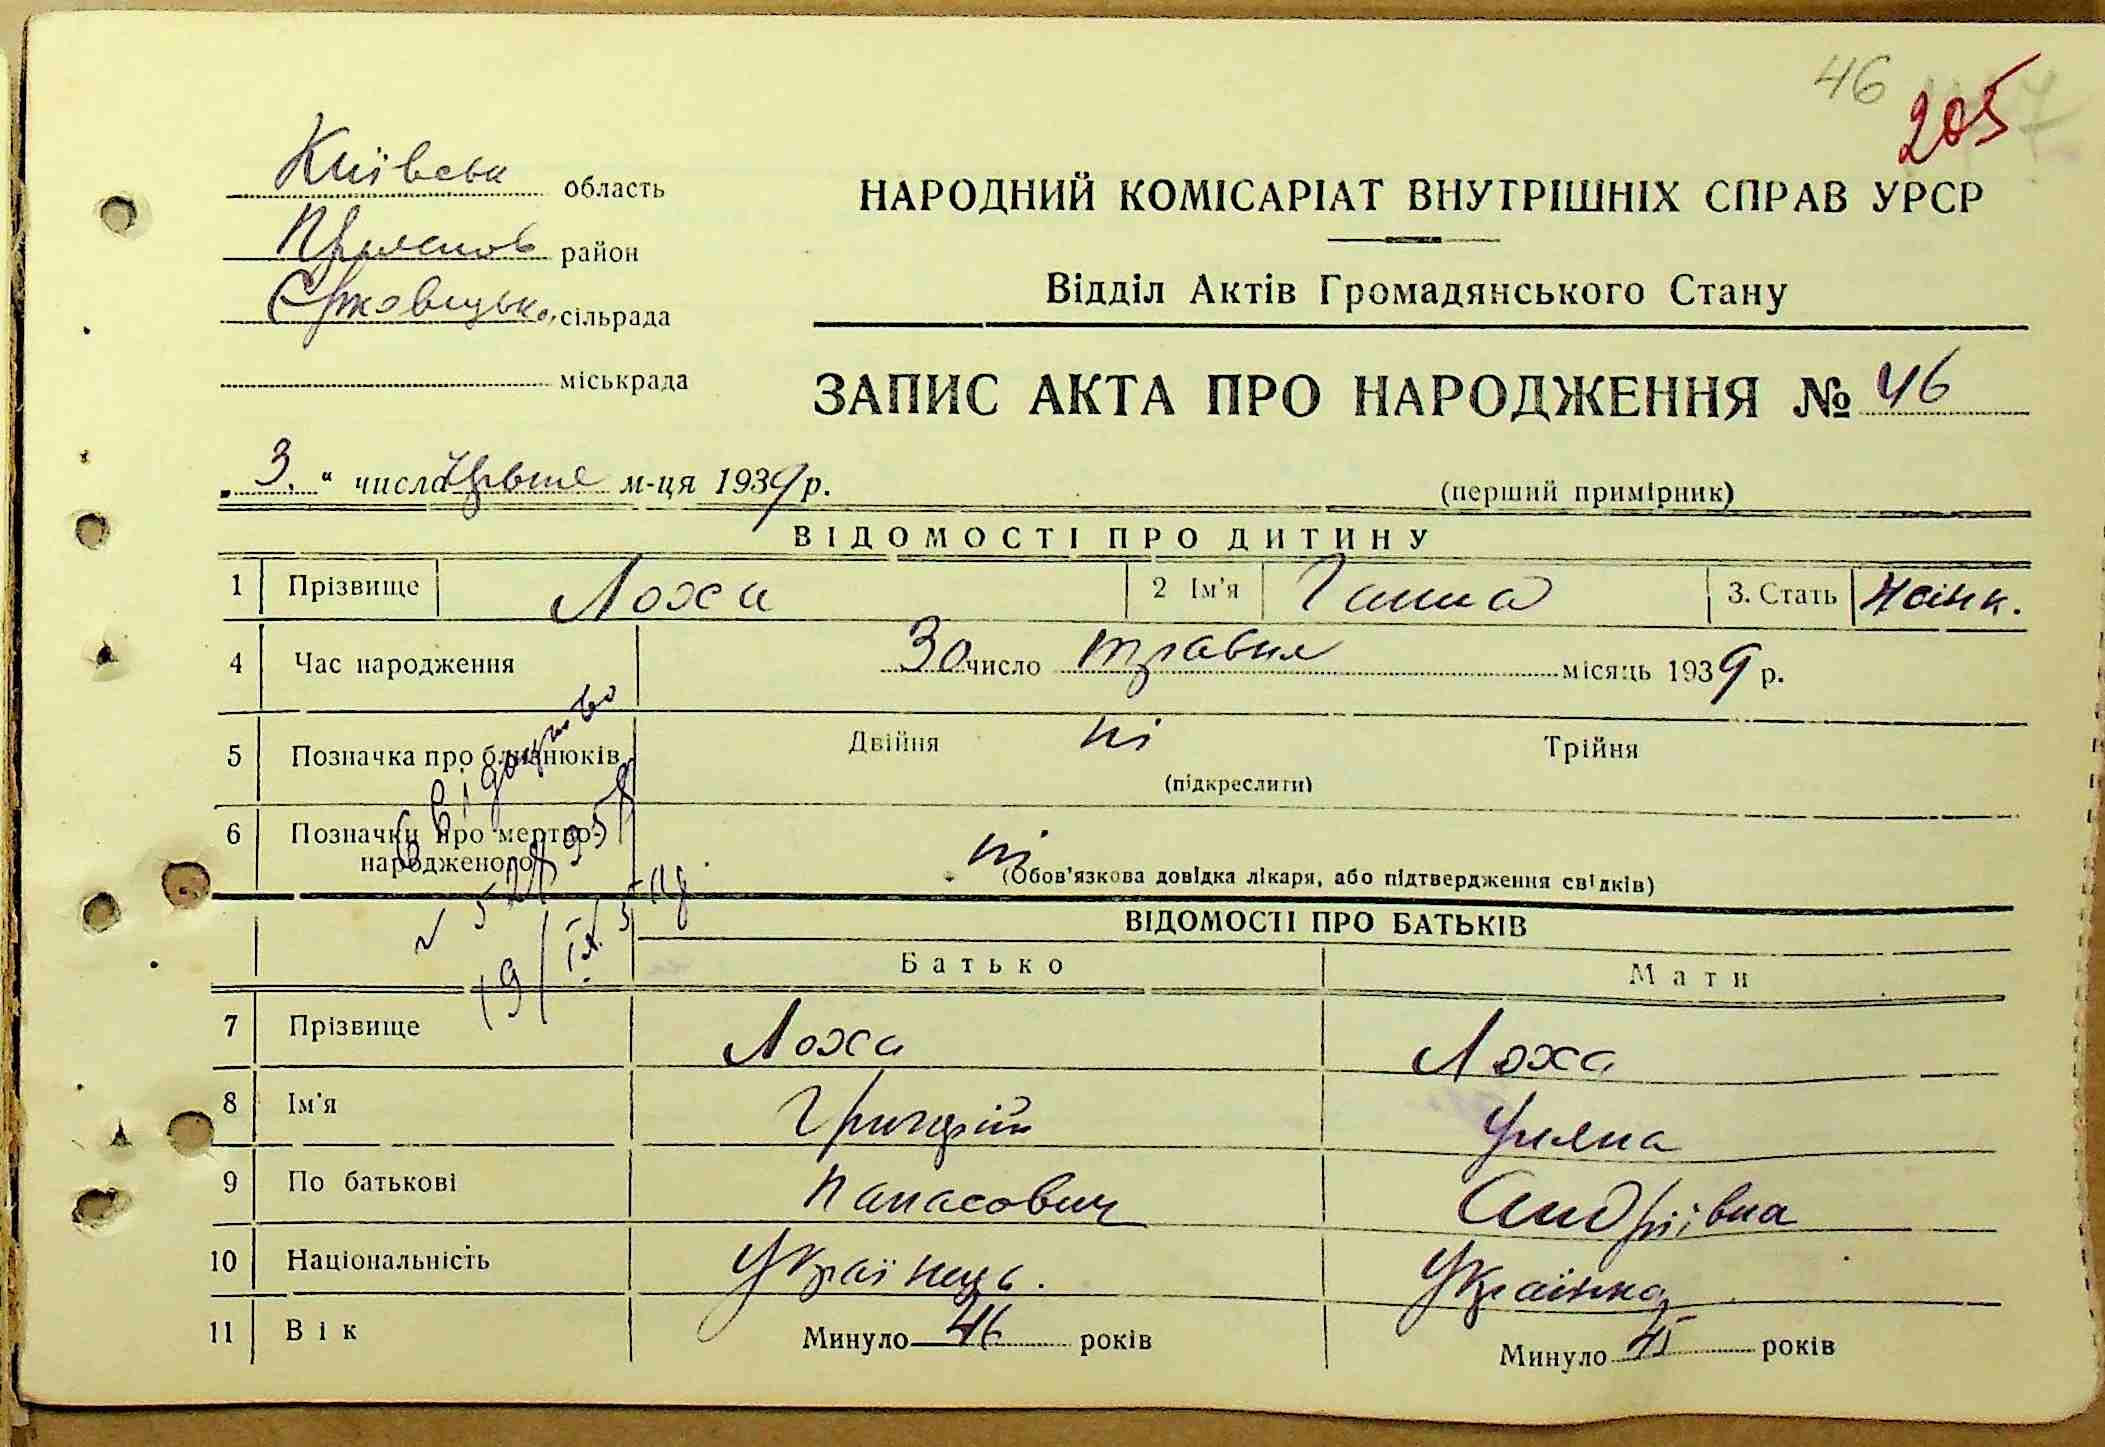 46 205
Київська область
НАРОДНИЙ КОМІСАРІАТ ВНУТРІШНІХ СПРАВ УРСР
район
Відділ Актів Громадянського Стану
сільрада
міськрада
ЗАПИС АКТА ПРО НАРОДЖЕННЯ № 46
„3.“ числа червня м-ця 1939 р.
(перший примірник)
ВІДОМОСТІ ПРО ДИТИНУ
1 Прізвище Лоха 2 Ім'я Ганна 3. Стать жінк.
4 Час народження 30 число травня місяць 1939 р.
5 Позначка про близнюків Двійня ні Трійня
(підкреслити)
6 Позначки про мертво-
народженого ні
(Обов'язкова довідка лікаря, або підтвердження свідків)
ВІДОМОСТІ ПРО БАТЬКІВ
Батько Мати
7 Прізвище Лоха Лоха
8 Ім'я Григорій Уляна
9 По батькові Панасович Андріївна
10 Національність Українець. Українка
11 Вік Минуло 46 років Минуло 45 років